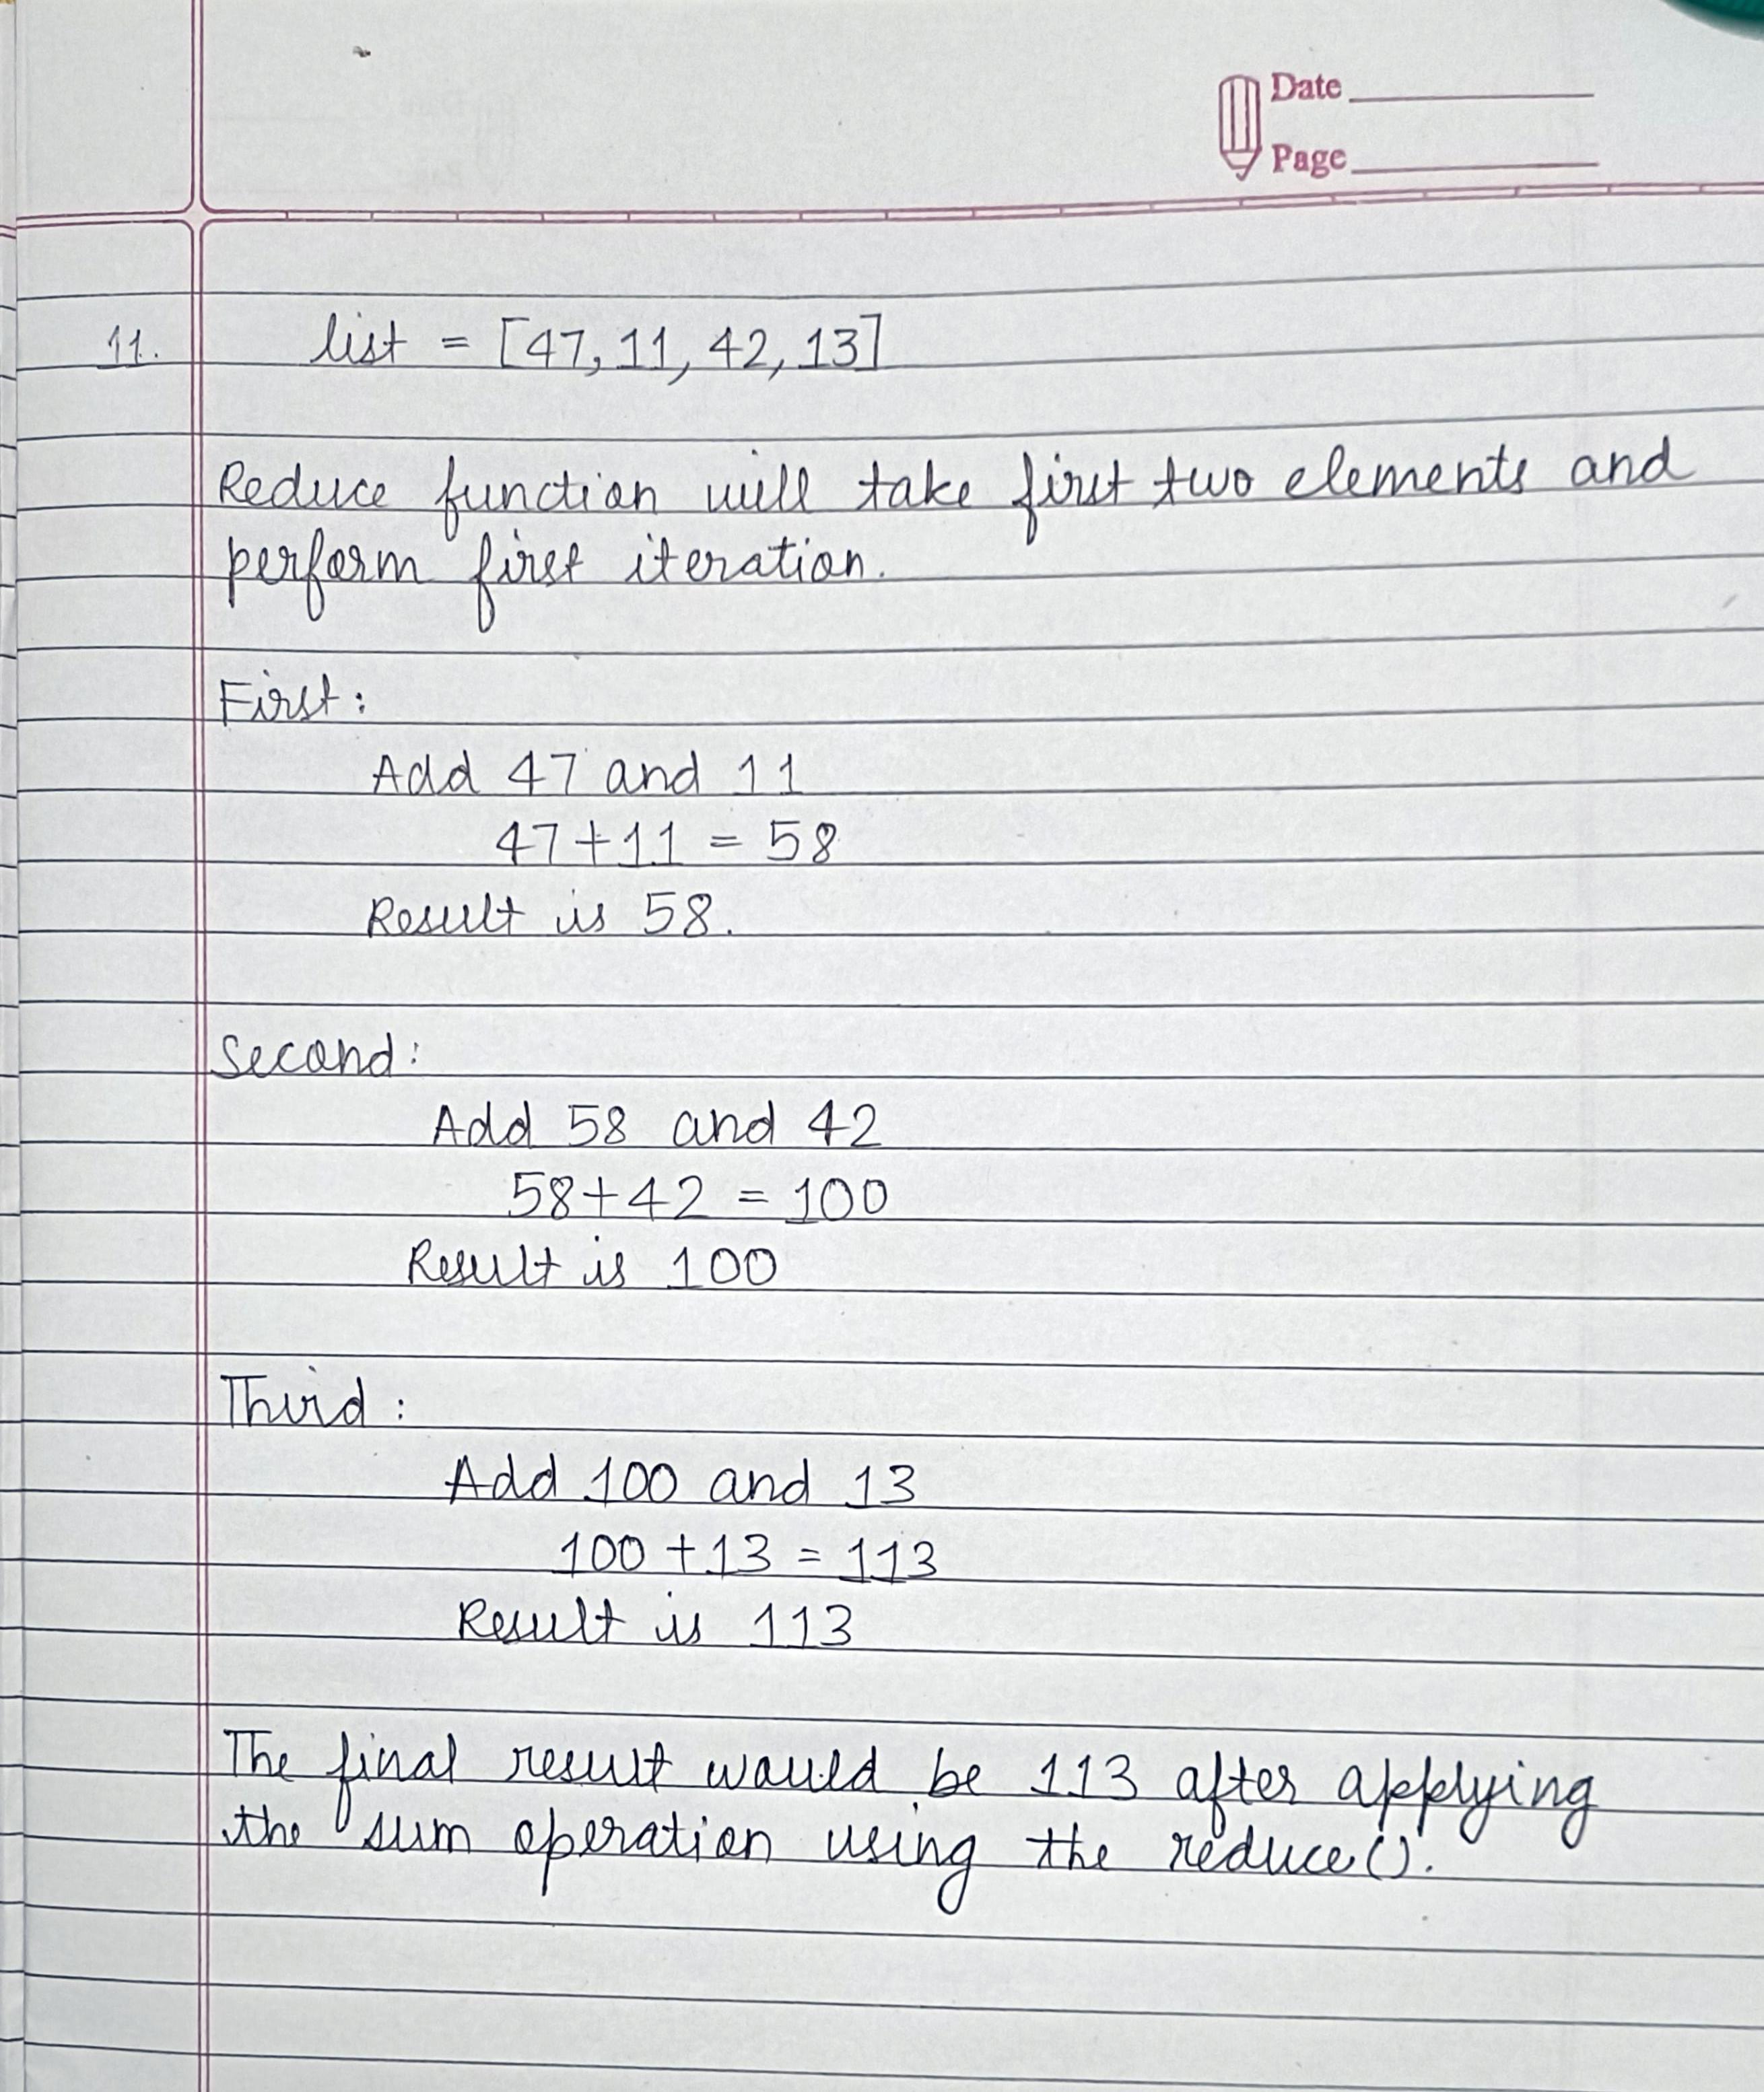 Date
Page
11. list = [47, 11, 42, 13]
Reduce function will take first two elements and
perform first iteration.
First:
Add 47 and 11
47+11 = 58
Result is 58.
Second:
Add 58 and 42
58+42 = 100
Result is 100
Third:
Add 100 and 13
100 + 13 = 113
Result is 113
The final result would be 113 after applying
the sum operation using the reduce().